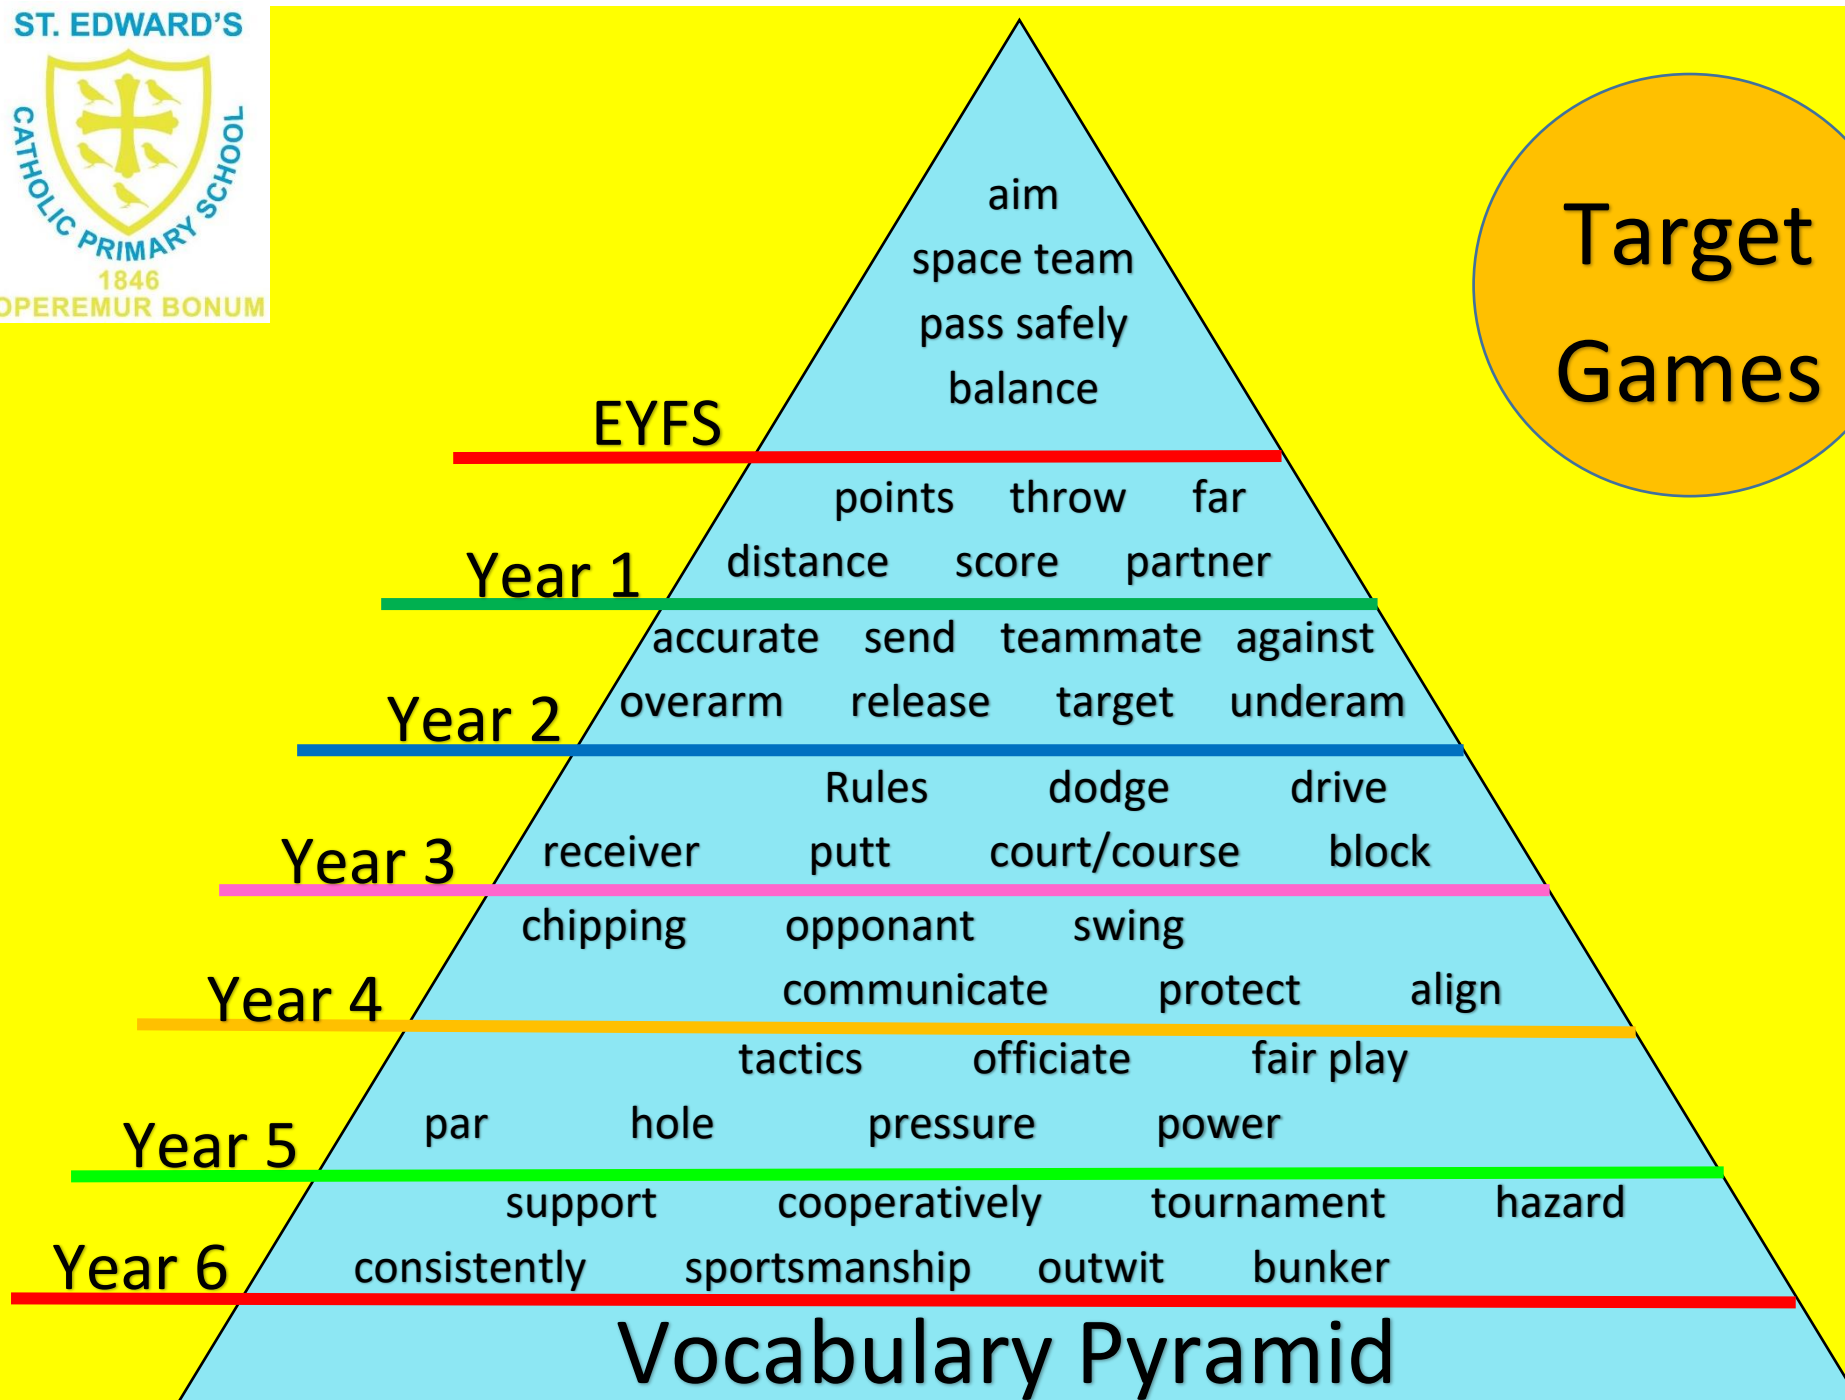 ST. EDWARD'S
CATHOLIC PRIMARY SCHOOL
1846
OPEREMUR BONUM
Target
Games
aim
space team
pass safely
balance
EYFS
points throw far
distance score partner
Year 1
accurate send teammate against
overarm release target underam
Year 2
Rules dodge drive
receiver putt court/course block
Year 3
chipping opponant swing
communicate protect align
Year 4
tactics officiate fair play
par hole pressure power
Year 5
support cooperatively tournament hazard
consistently sportsmanship outwit bunker
Year 6
Vocabulary Pyramid